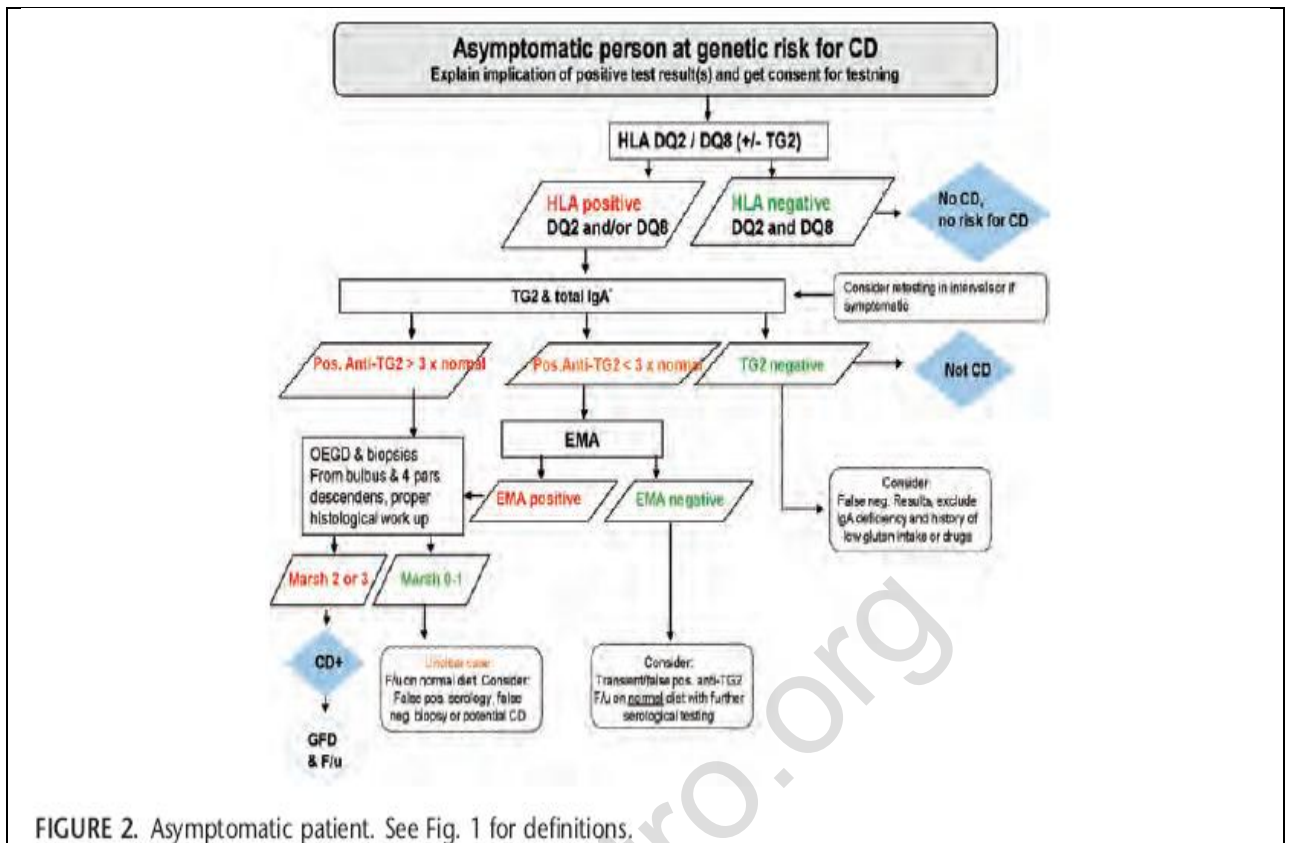 Asymptomatic person at genetic risk for CD
Explain implication of positive test result(s) and get consent for testning
HLA DQ2 / DQ8 (+/- TG2)
HLA positive
DQ2 and/or DQ8
HLA negative
DQ2 and DQ8
No CD,
no risk for CD
TG2 & total IgA*
Consider retesting in intervalsor if
symptomatic
Pos. Anti-TG2 > 3 x normal
Pos.Anti-TG2 < 3 x normal
TG2 negative
Not CD
EMA
OEGD & biopsies
From bulbus & 4 pars
descendens, proper
histological work up
EMA positive
EMA negative
Consider:
False neg. Results, exclude
IgA deficiency and history of
low gluten intake or drugs
Marsh 2 or 3
Marsh 0-1
CD+
Unclear case:
F/u on normal diet. Consider:
False pos. serology, false
neg. biopsy or potential CD
Consider:
Transient/false pos. anti-TG2
F/u on normal diet with further
serological testing
GFD
& F/u
FIGURE 2. Asymptomatic patient. See Fig. 1 for definitions.
ro.org